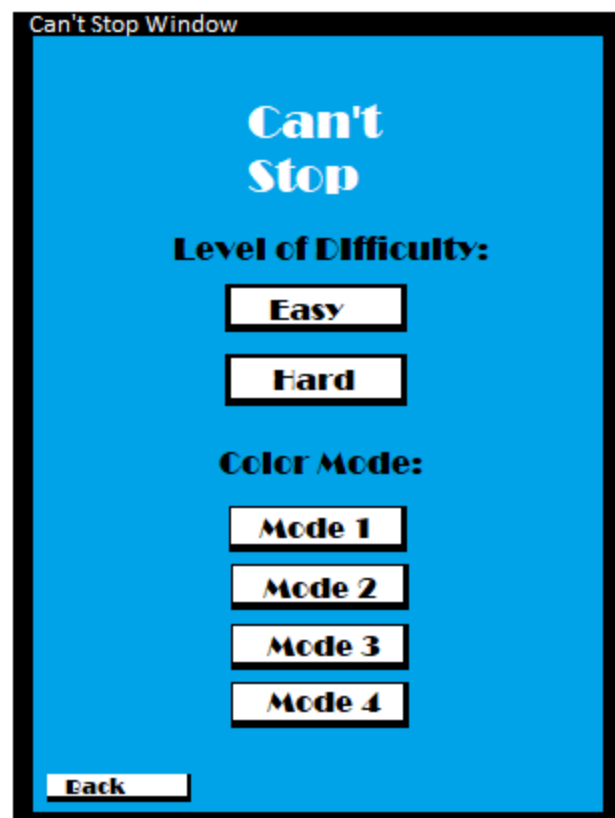 Can't Stop Window
Can't
Stop
Level of DIfficulty:
Easy
Hard
Color Mode:
Mode 1
Mode 2
Mode 3
Mode 4
Back